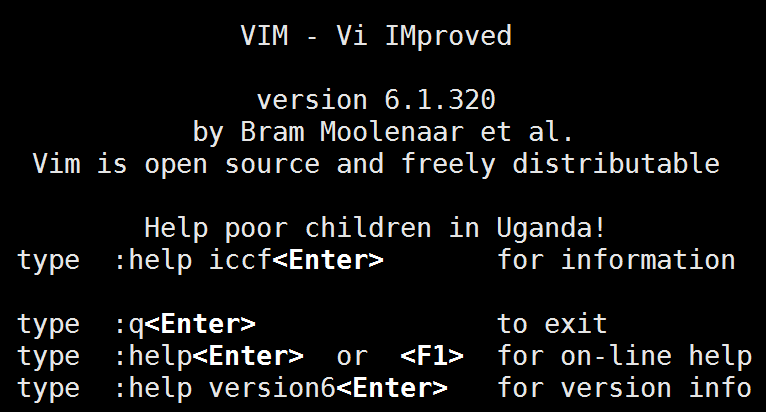 VIM - Vi IMproved
version 6.1.320
by Bram Moolenaar et al.
Vim is open source and freely distributable
Help poor children in Uganda!
type  :help iccf<Enter>       for information
type  :q<Enter>               to exit
type  :help<Enter>  or  <F1>  for on-line help
type  :help version6<Enter>   for version info